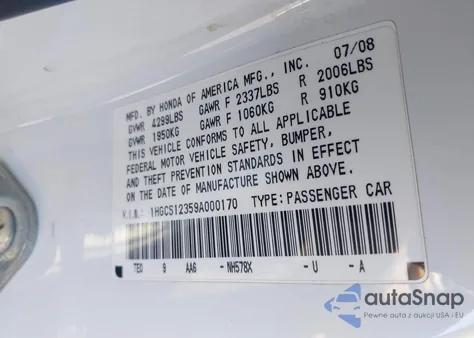 MFD. BY HONDA OF AMERICA MFG., INC. 07/08
GVWR 4299LBS GAWR F 2337LBS R 2006LBS
GVWR 1950KG GAWR F 1060KG R 910KG
THIS VEHICLE CONFORMS TO ALL APPLICABLE
FEDERAL MOTOR VEHICLE SAFETY, BUMPER,
AND THEFT PREVENTION STANDARDS IN EFFECT
ON THE DATE OF MANUFACTURE SHOWN ABOVE.
V.I.N.: 1HGCS12359A000170 TYPE: PASSENGER CAR
TE0 9 AAG -NH578X -U -A
autoSnap
Pewne auta z aukcji USA i EU